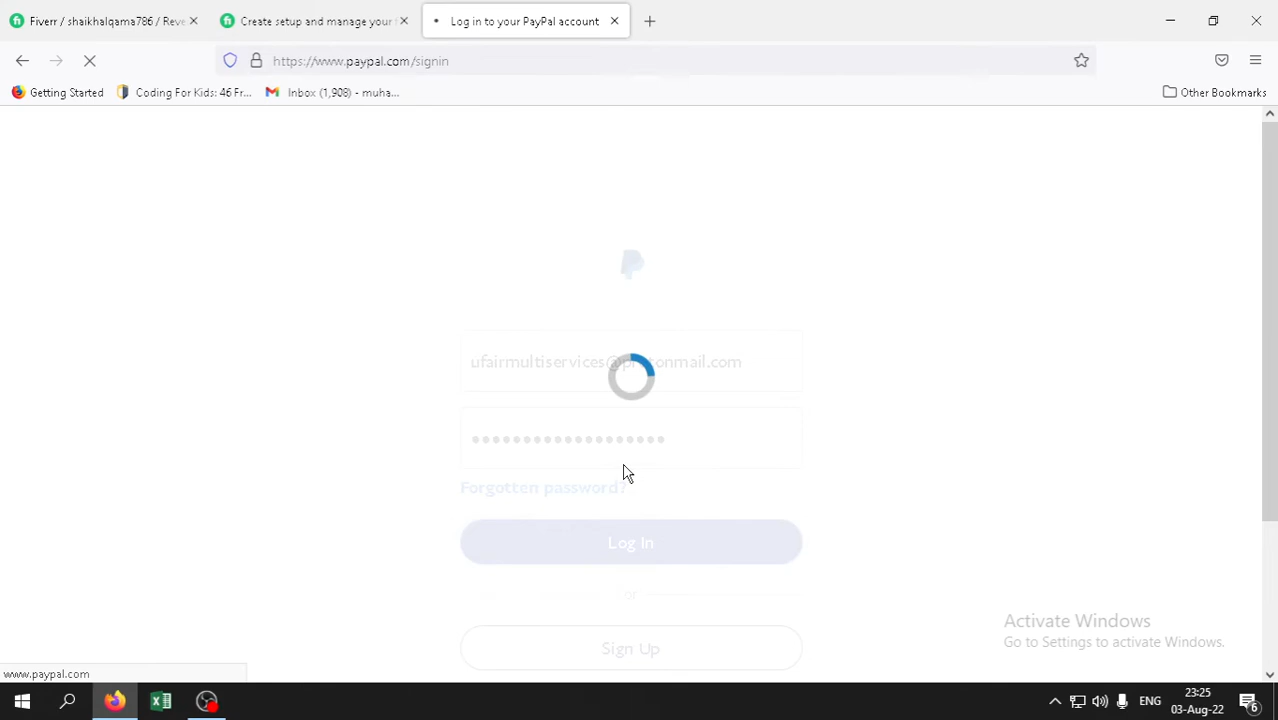 Fiverr / shaikhalqama786 / Reve
Create setup and manage your f
Log in to your PayPal account
https://www.paypal.com/signin
Getting Started
Coding For Kids: 46 Fr...
Inbox (1,908) - muha...
Other Bookmarks
ufairmultiservices@protonmail.com
Forgotten password?
Log In
or
Sign Up
Activate Windows
Go to Settings to activate Windows.
www.paypal.com
ENG
23:25
03-Aug-22
6